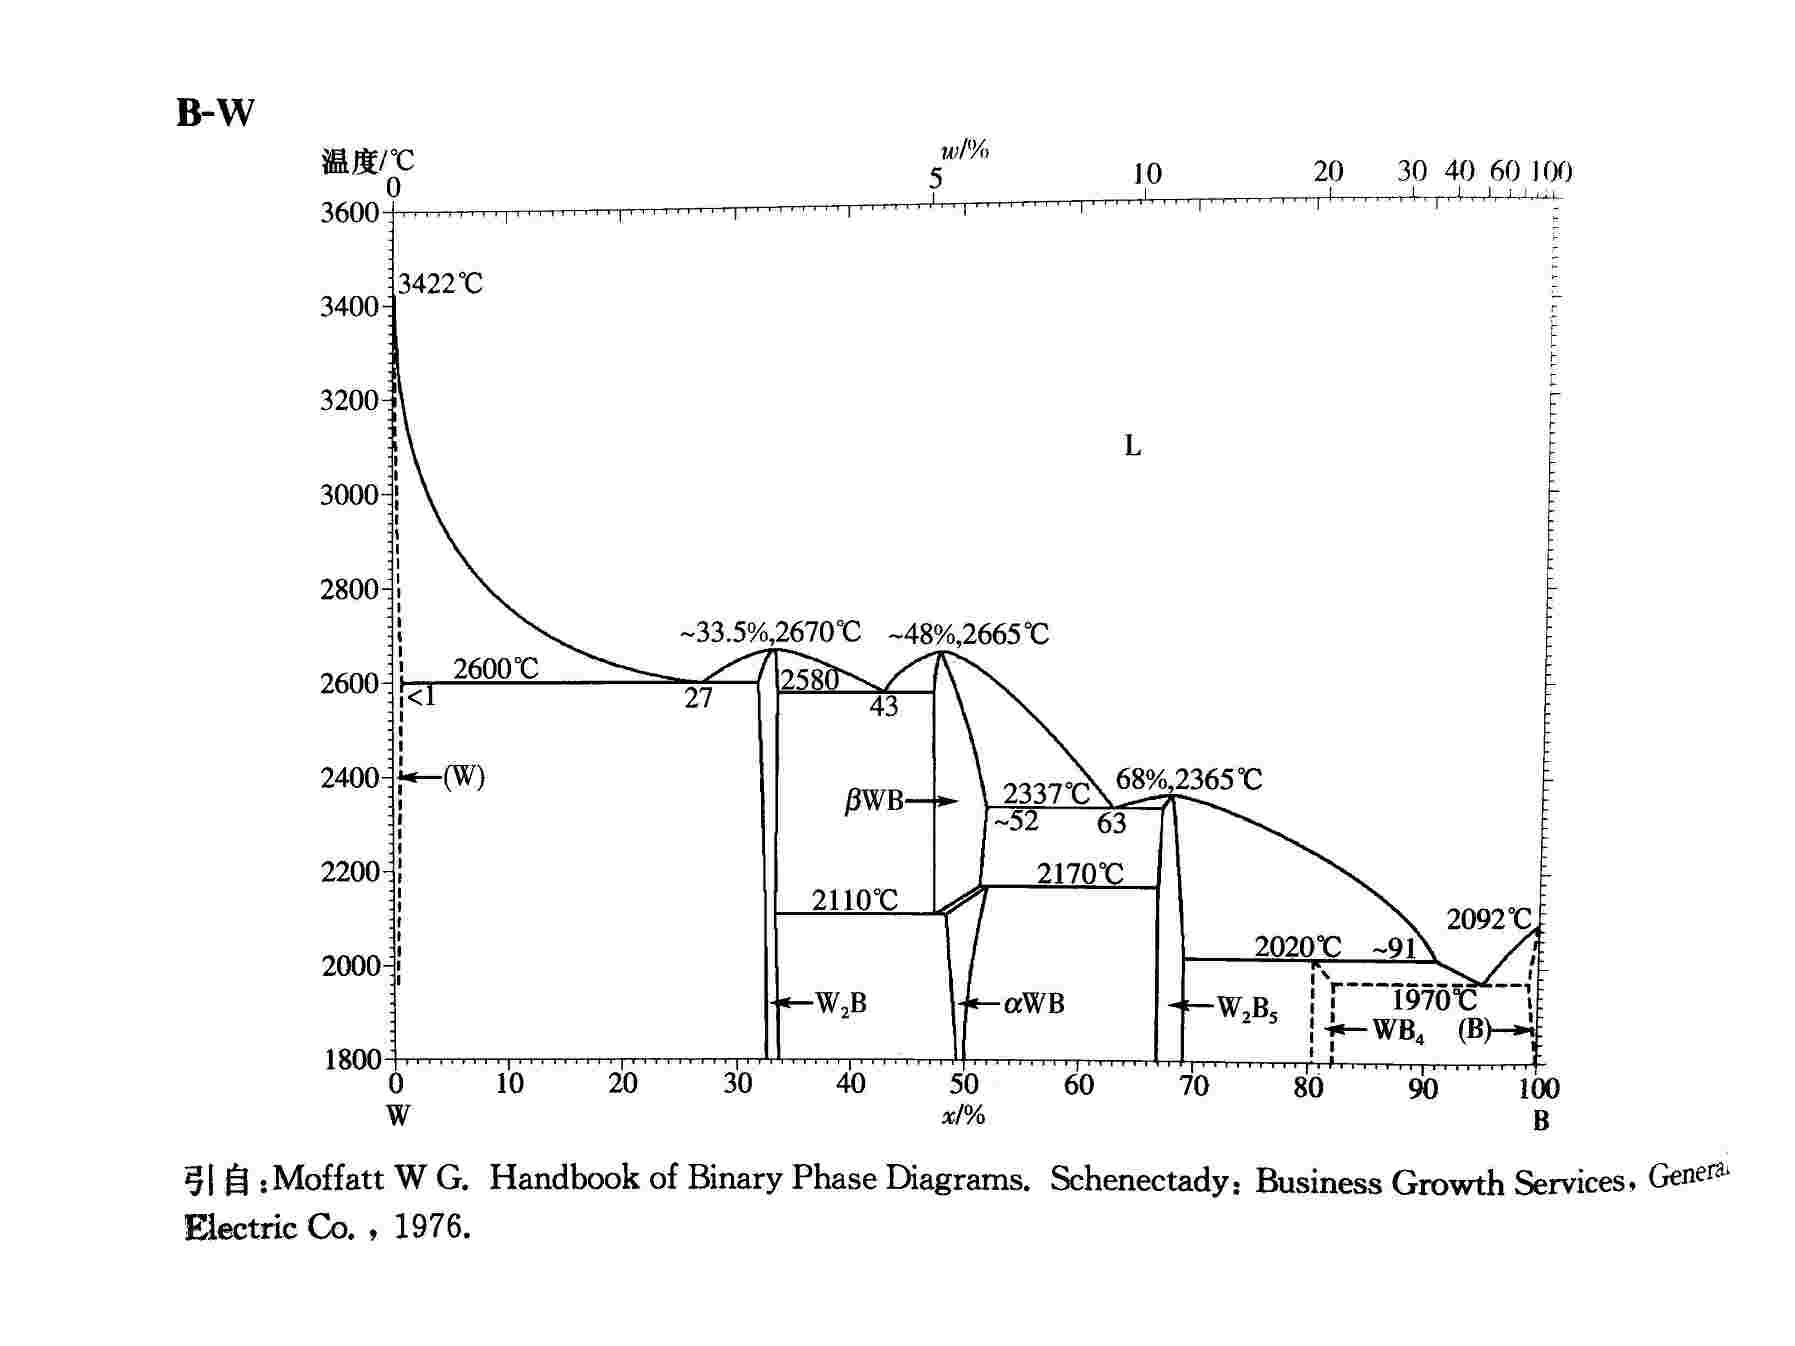 B-W
温度/℃
w/%
0 5 10 20 30 40 60 100
3600
3422℃
3400
3200
L
3000
2800
~33.5%,2670℃ ~48%,2665℃
2600℃
2600
2580
<1 27 43
2400
(W)
68%,2365℃
βWB
2337℃
~52 63
2200
2170℃
2110℃
2092℃
2020℃ ~91
2000
W₂B αWB W₂B₅
1970℃
WB₄ (B)
1800
0 10 20 30 40 50 60 70 80 90 100
W x/% B
引自:Moffatt W G. Handbook of Binary Phase Diagrams. Schenectady: Business Growth Services, General
Electric Co., 1976.